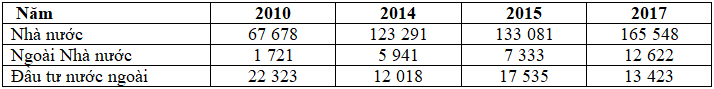 Năm 2010 2014 2015 2017
Nhà nước 67 678 123 291 133 081 165 548
Ngoài Nhà nước 1 721 5 941 7 333 12 622
Đầu tư nước ngoài 22 323 12 018 17 535 13 423